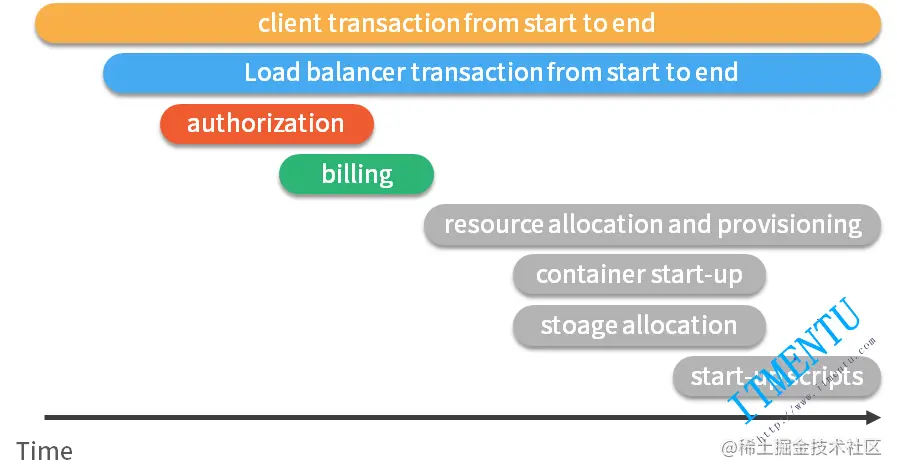 client transaction from start to end
Load balancer transaction from start to end
authorization
billing
resource allocation and provisioning
container start-up
stoage allocation
start-up scripts
ITMENTU
http://www.itmentu.com
Time
@稀土掘金技术社区